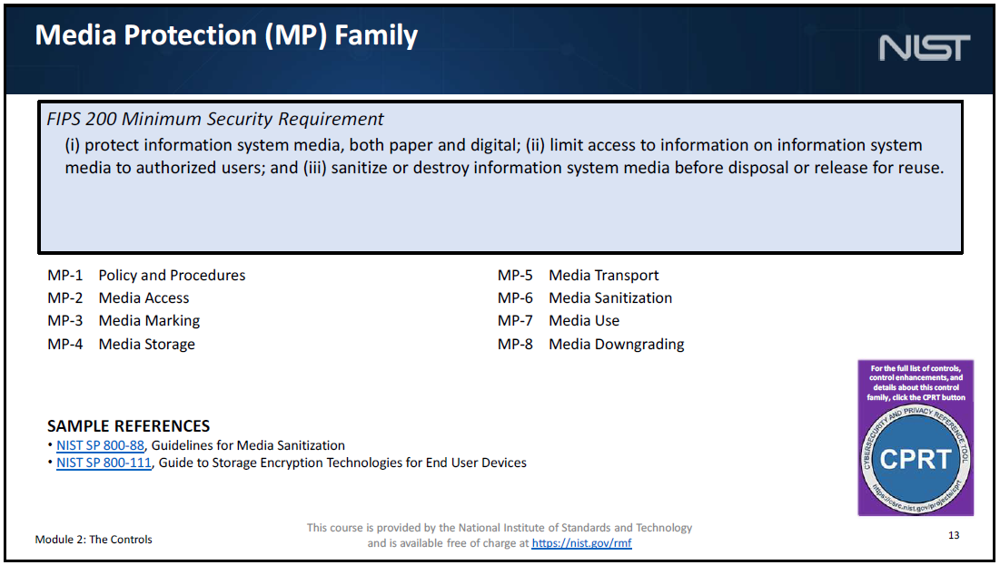 Media Protection (MP) Family
NIST
FIPS 200 Minimum Security Requirement
(i) protect information system media, both paper and digital; (ii) limit access to information on information system
media to authorized users; and (iii) sanitize or destroy information system media before disposal or release for reuse.
MP-1 Policy and Procedures
MP-2 Media Access
MP-3 Media Marking
MP-4 Media Storage
MP-5 Media Transport
MP-6 Media Sanitization
MP-7 Media Use
MP-8 Media Downgrading
For the full list of controls,
control enhancements, and
details about this control
family, click the CPRT button
CYBERSECURITY AND PRIVACY REFERENCE TOOL
CPRT
https://csrc.nist.gov/projects/cprt
SAMPLE REFERENCES
• NIST SP 800-88, Guidelines for Media Sanitization
• NIST SP 800-111, Guide to Storage Encryption Technologies for End User Devices
Module 2: The Controls
This course is provided by the National Institute of Standards and Technology
and is available free of charge at https://nist.gov/rmf
13